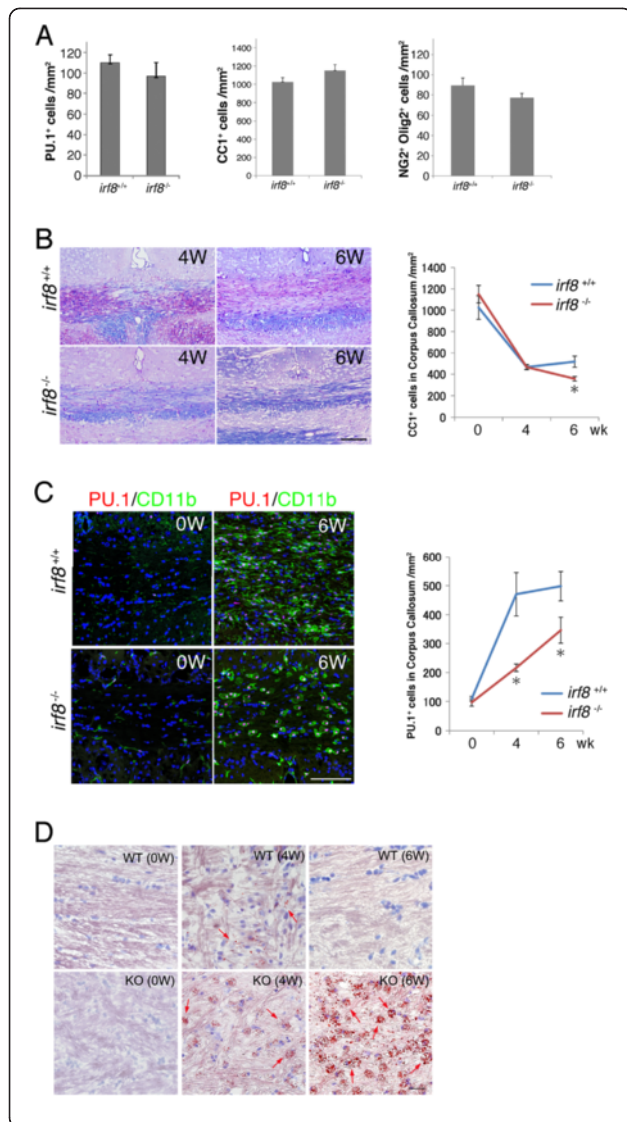 A
PU.1⁺ cells /mm²
120
100
80
60
40
20
0
irf8⁺/⁺
irf8⁻/⁻
CC1⁺ cells /mm²
1400
1200
1000
800
600
400
200
0
irf8⁺/⁺
irf8⁻/⁻
NG2⁺ Olig2⁺ cells /mm²
120
100
80
60
40
20
0
irf8⁺/⁺
irf8⁻/⁻
B
irf8⁺/⁺
4W
6W
irf8⁻/⁻
4W
6W
CC1⁺ cells in Corpus Callosum /mm²
1400
1200
1000
800
600
400
200
0
irf8 ⁺/⁺
irf8 ⁻/⁻
*
0 4 6 wk
C
PU.1/CD11b PU.1/CD11b
irf8⁺/⁺
0W
6W
irf8⁻/⁻
0W
6W
PU.1⁺ cells in Corpus Callosum /mm²
600
500
400
300
200
100
0
* *
irf8 ⁺/⁺
irf8 ⁻/⁻
0 4 6 wk
D
WT (0W) WT (4W) WT (6W)
KO (0W) KO (4W) KO (6W)